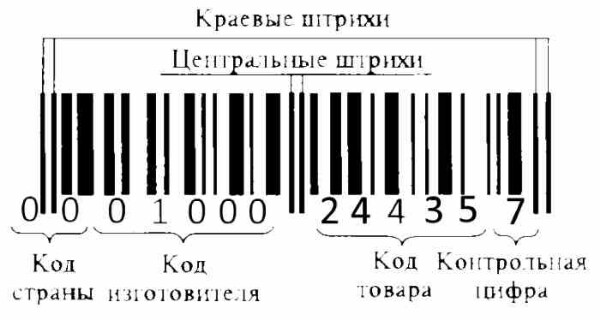 Краевые штрихи
Центральные штрихи
0 0 0 1 0 0 0 2 4 4 3 5 7
Код страны
Код изготовителя
Код товара
Контрольная цифра